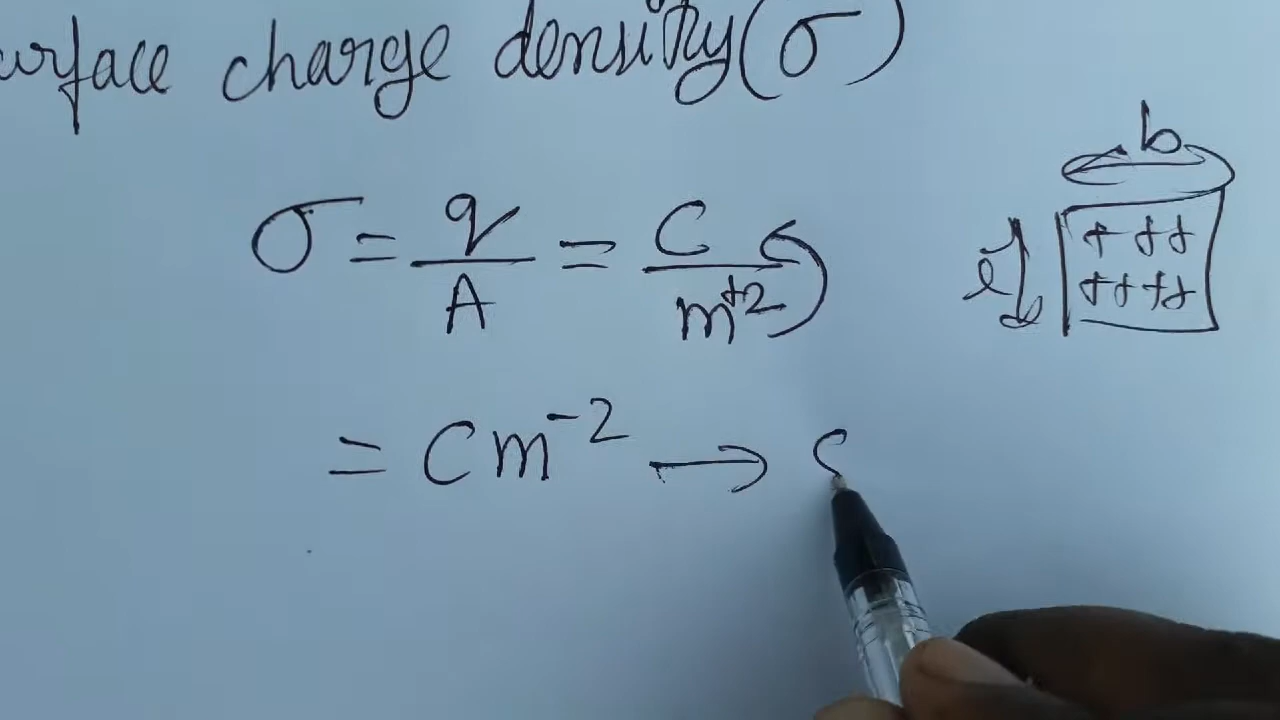 urface charge density(σ)
b
σ = q/A = C/m⁺²
l
+ + + +
+ + + +
= Cm⁻² → S